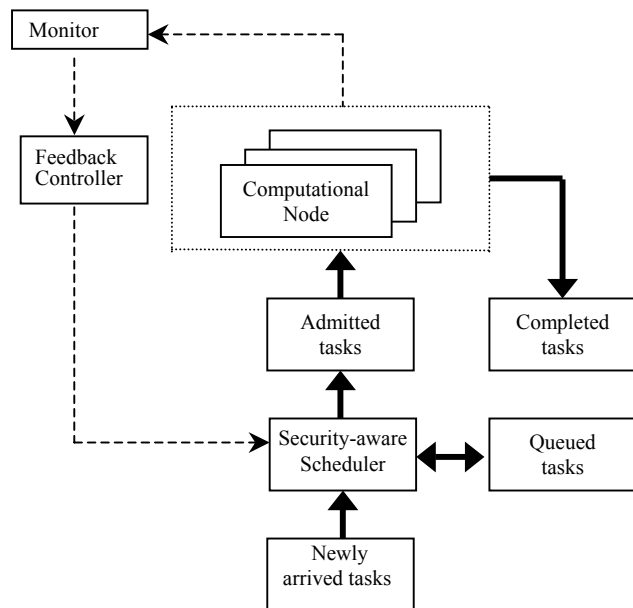 Monitor
Feedback
Controller
Computational
Node
Admitted
tasks
Completed
tasks
Security-aware
Scheduler
Queued
tasks
Newly
arrived tasks